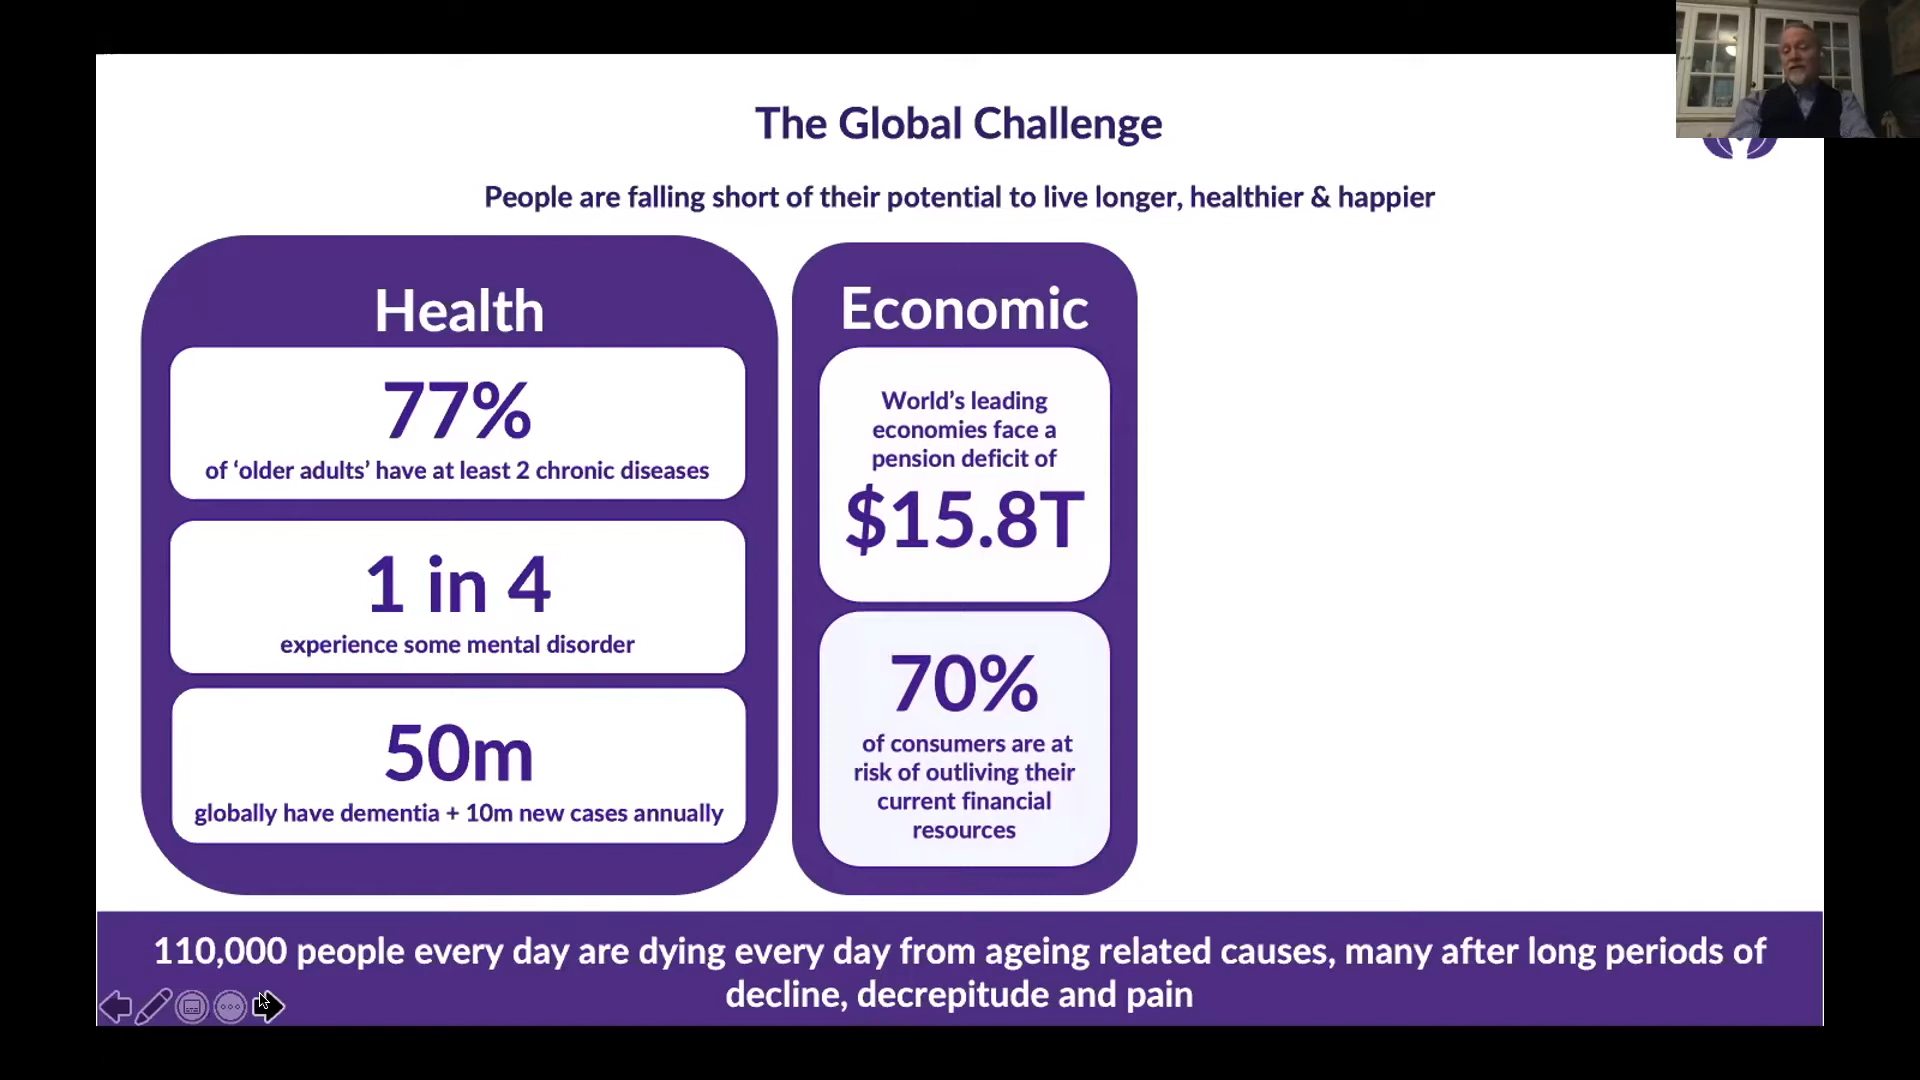 The Global Challenge
People are falling short of their potential to live longer, healthier & happier
Health
77%
of ‘older adults’ have at least 2 chronic diseases
1 in 4
experience some mental disorder
50m
globally have dementia + 10m new cases annually
Economic
World’s leading
economies face a
pension deficit of
$15.8T
70%
of consumers are at
risk of outliving their
current financial
resources
110,000 people every day are dying every day from ageing related causes, many after long periods of
decline, decrepitude and pain